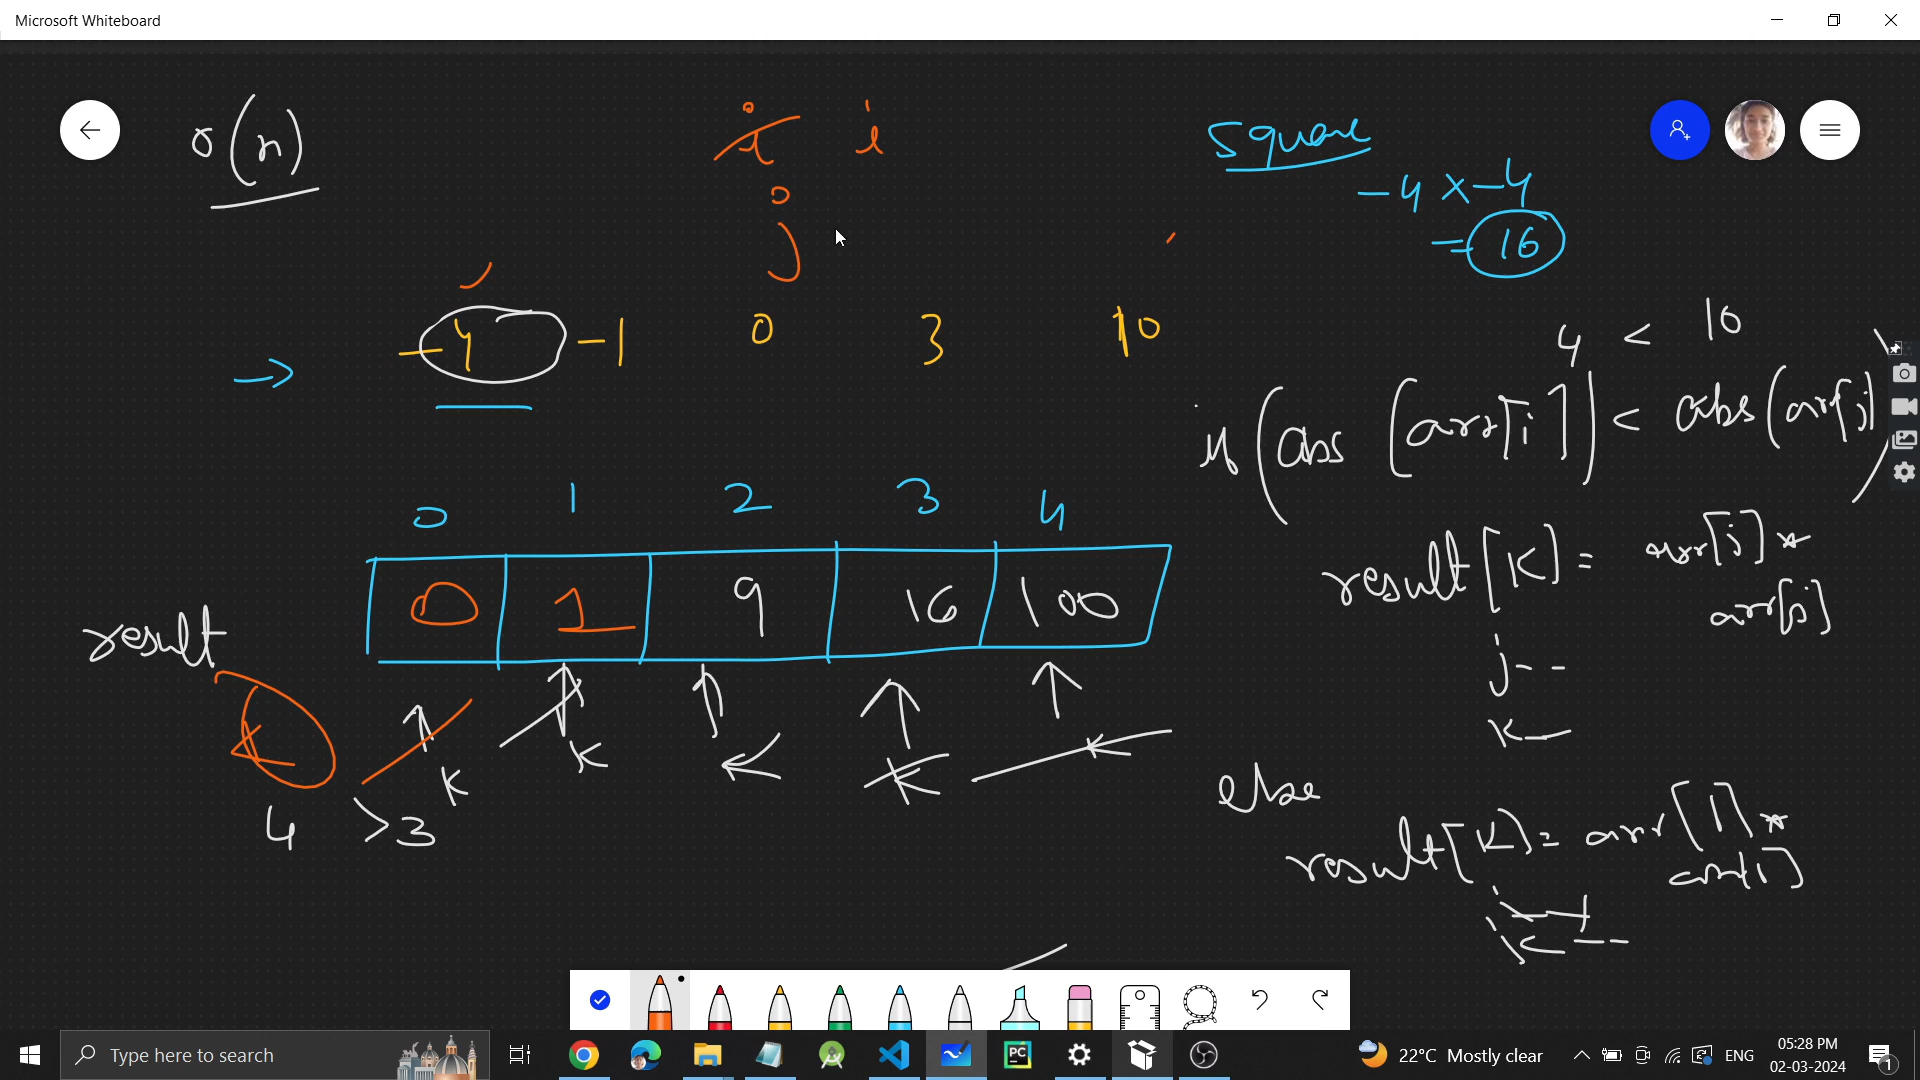 Microsoft Whiteboard
O(n)
i i
square
-4 x -4
= 16
j
-4 -1 0 3 10
4 < 10
if (abs (arr[i]) < abs(arr[j])
0 1 2 3 4
0 1 9 16 100
result
result[K] = arr[j] *
arr[j]
j--
K--
K K
4 >3
else
result[K] = arr[i] *
arr[i]
K--
Type here to search
22°C Mostly clear
ENG
05:28 PM
02-03-2024
1
PC